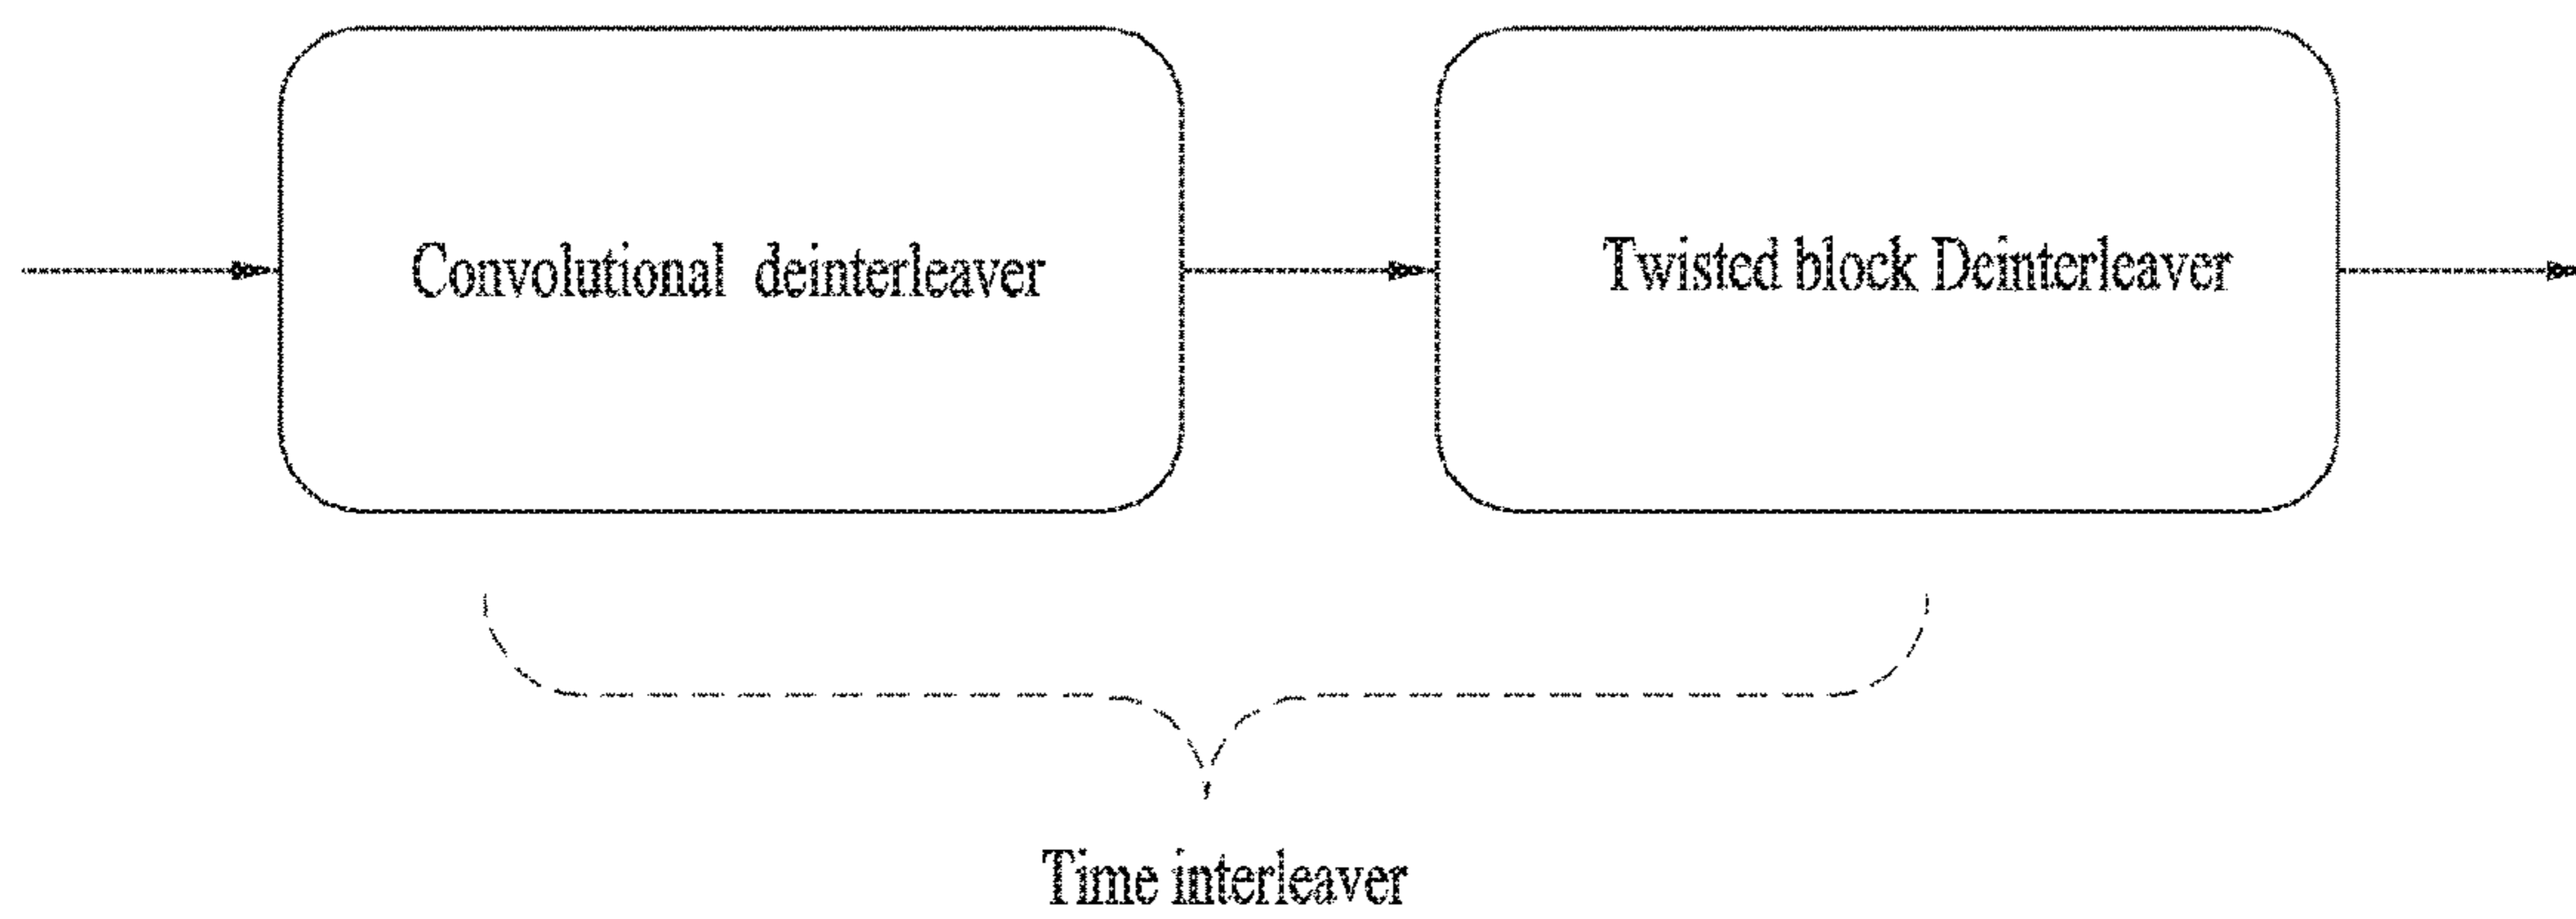 Convolutional deinterleaver
Twisted block Deinterleaver
Time interleaver